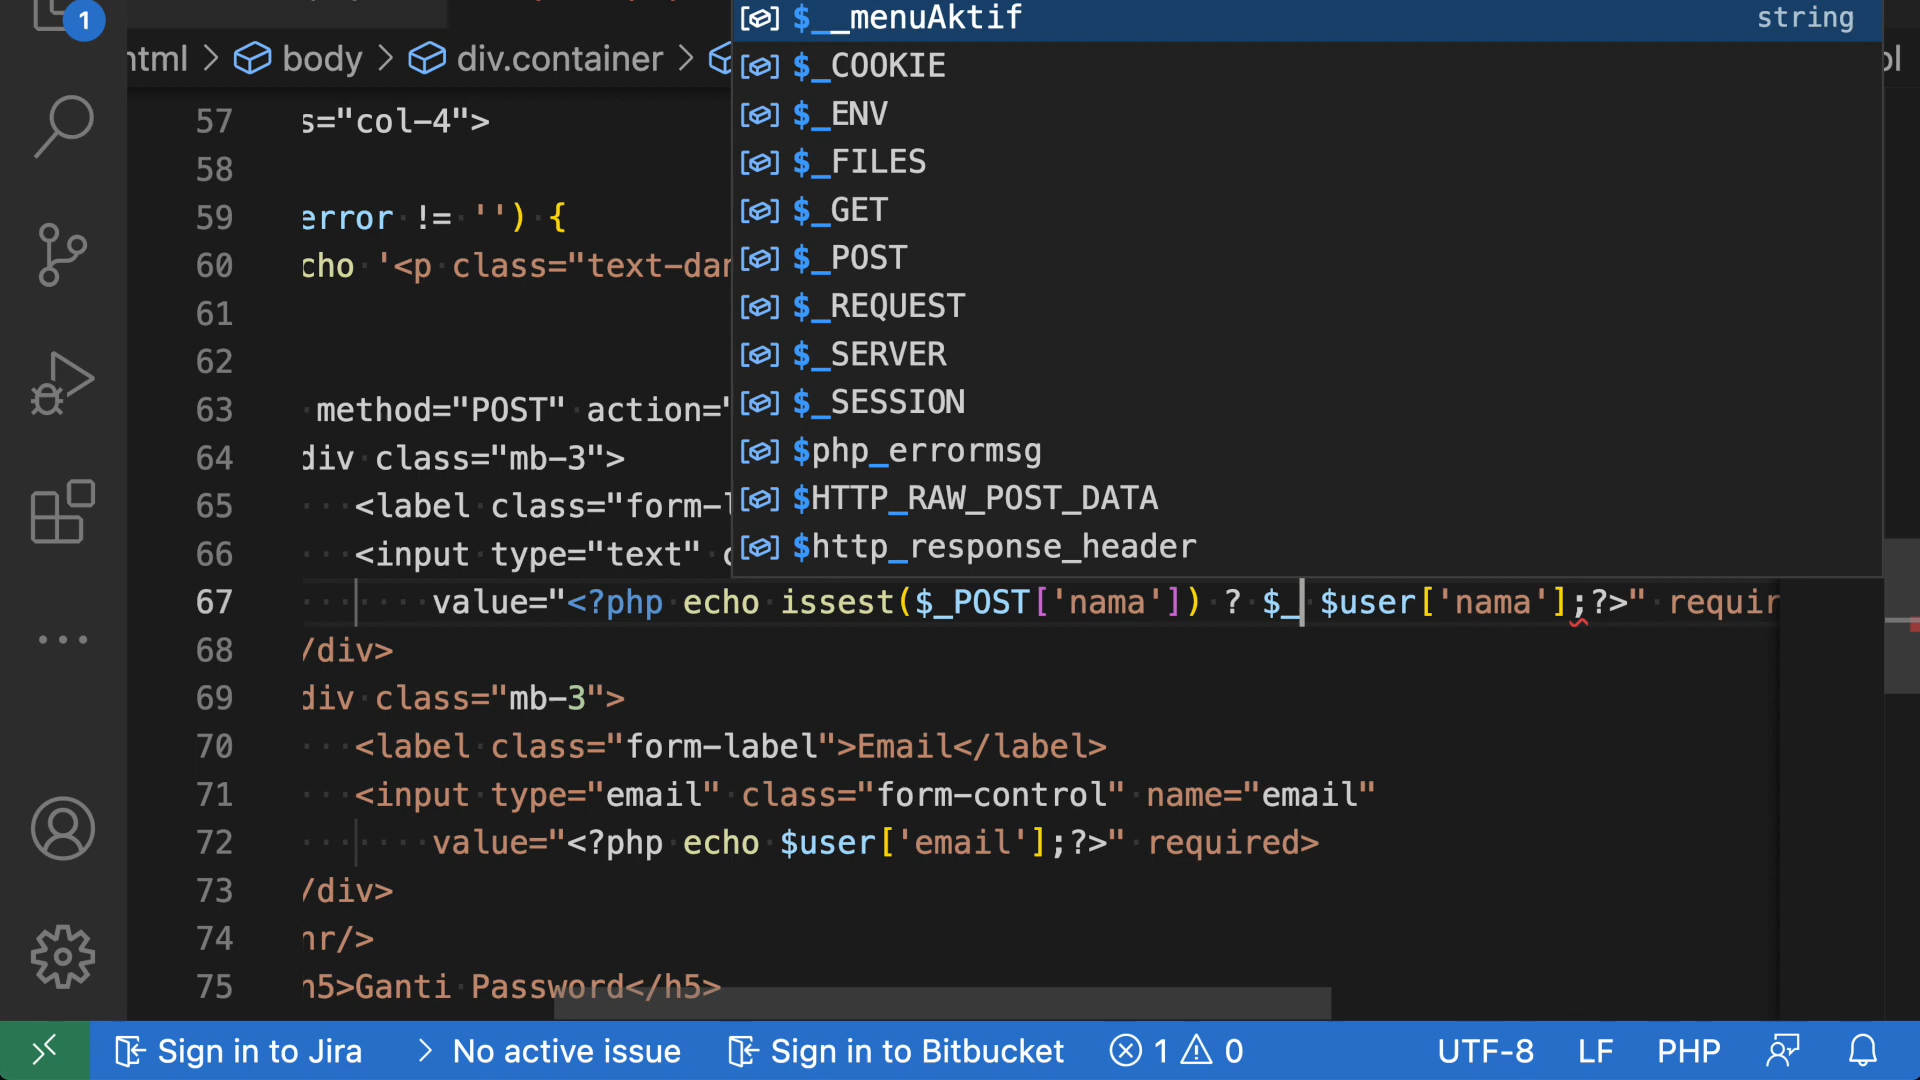 1
$__menuAktif string
html > body > div.container >
$_COOKIE
$_ENV
57 s="col-4">
$_FILES
58
$_GET
59 error != '') {
$_POST
60 cho '<p class="text-dan
$_REQUEST
61
$_SERVER
62
$_SESSION
63 method="POST" action="
$php_errormsg
64 div class="mb-3">
$HTTP_RAW_POST_DATA
65 <label class="form-l
$http_response_header
66 <input type="text" c
67 value="<?php echo issest($_POST['nama']) ? $_ $user['nama'];?>" requir
68 /div>
69 div class="mb-3">
70 <label class="form-label">Email</label>
71 <input type="email" class="form-control" name="email"
72 value="<?php echo $user['email'];?>" required>
73 /div>
74 hr/>
75 h5>Ganti Password</h5>
Sign in to Jira > No active issue Sign in to Bitbucket 1 0 UTF-8 LF PHP